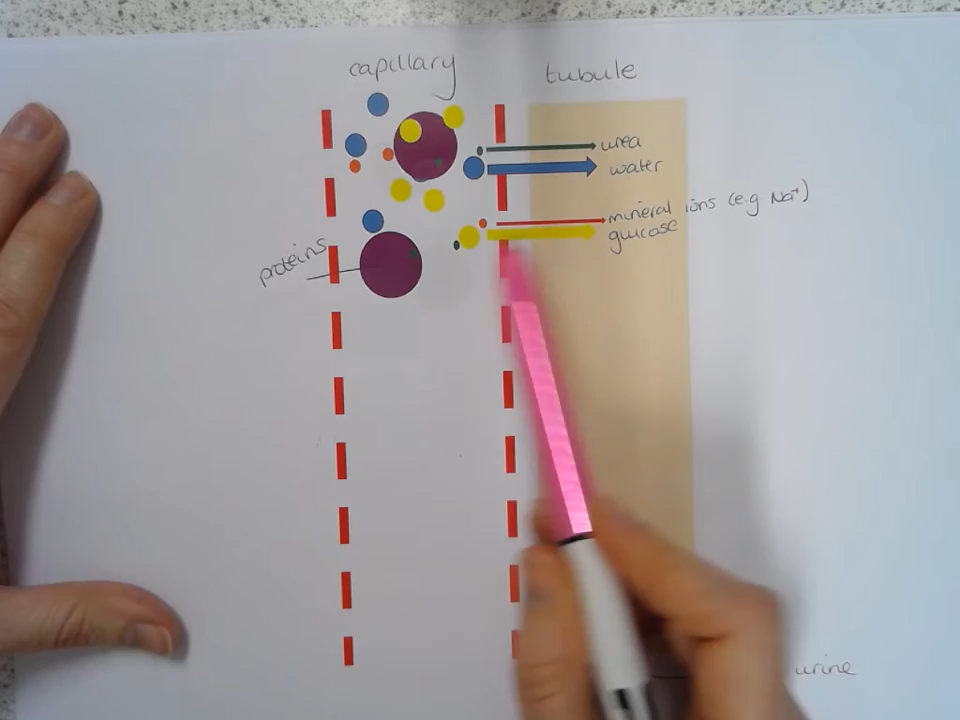 capillary
tubule
urea
water
mineral ions (e.g Na+)
glucose
proteins
urine